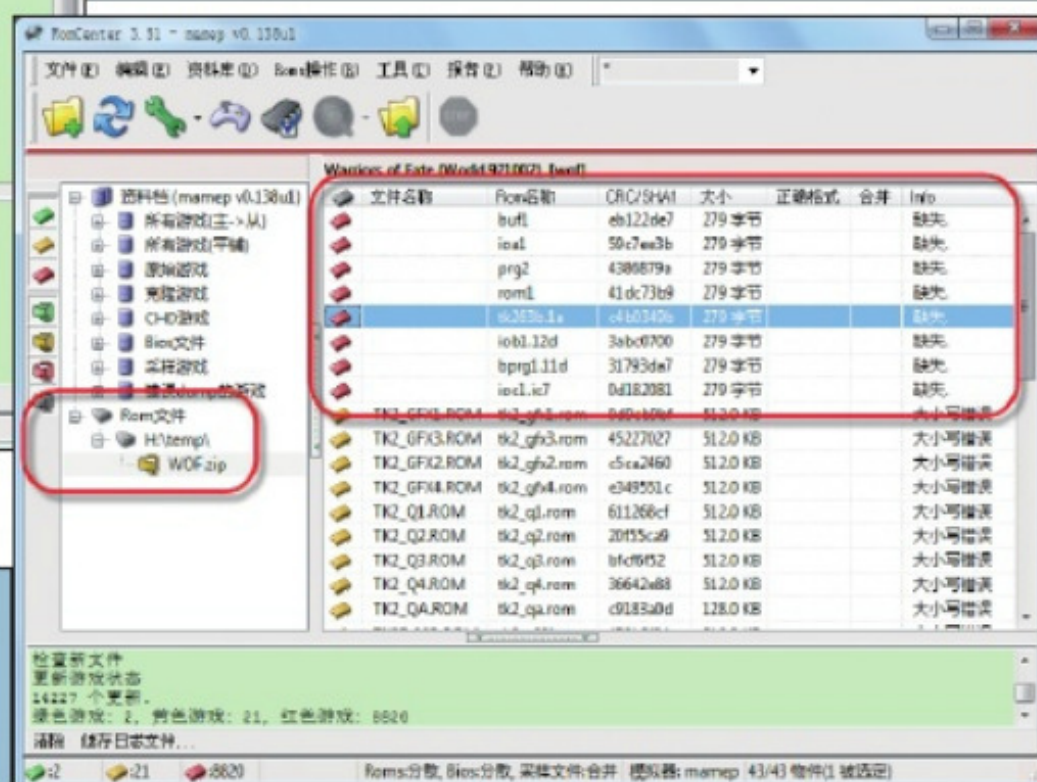 RomCenter 3.51 - mamep v0.138u1
文件(F) 编辑(E) 资料库(D) Roms操作(R) 工具(T) 报告(R) 帮助(H) *
Warriors of Fate (World 921002) [wof]
资料档 (mamep v0.138u1)
所有游戏(主->从)
所有游戏(平铺)
原始游戏
克隆游戏
CHD游戏
Bios文件
采样游戏
错误dump的游戏
Rom文件
H:\temp\
WOF.zip
文件名称 Rom名称 CRC/SHA1 大小 正确格式 合并 Info
buf1 eb122de7 279 字节 缺失.
ioa1 59c7ee3b 279 字节 缺失.
prg2 4386879a 279 字节 缺失.
rom1 41dc73b9 279 字节 缺失.
tk263b.1a c4b0349b 279 字节 缺失.
iob1.12d 3abc0700 279 字节 缺失.
bprg1.11d 31793da7 279 字节 缺失.
ioc1.ic7 0d182081 279 字节 缺失.
TK2_GFX1.ROM tk2_gfx1.rom 0d9cb9bf 512.0 KB 大小写错误
TK2_GFX3.ROM tk2_gfx3.rom 45227027 512.0 KB 大小写错误
TK2_GFX2.ROM tk2_gfx2.rom c5ca2460 512.0 KB 大小写错误
TK2_GFX4.ROM tk2_gfx4.rom e349551c 512.0 KB 大小写错误
TK2_Q1.ROM tk2_q1.rom 611268cf 512.0 KB 大小写错误
TK2_Q2.ROM tk2_q2.rom 20f55ca9 512.0 KB 大小写错误
TK2_Q3.ROM tk2_q3.rom bfcf6f52 512.0 KB 大小写错误
TK2_Q4.ROM tk2_q4.rom 36642e88 512.0 KB 大小写错误
TK2_QA.ROM tk2_qa.rom c9183a0d 128.0 KB 大小写错误
检查新文件
更新游戏状态
14227 个更新.
绿色游戏: 2, 黄色游戏: 21, 红色游戏: 8820
清除 储存日志文件...
:2 :21 :8820 Roms:分散, Bios:分散, 采样文件:合并 模拟器: mamep 43/43 物件(1 被选定)